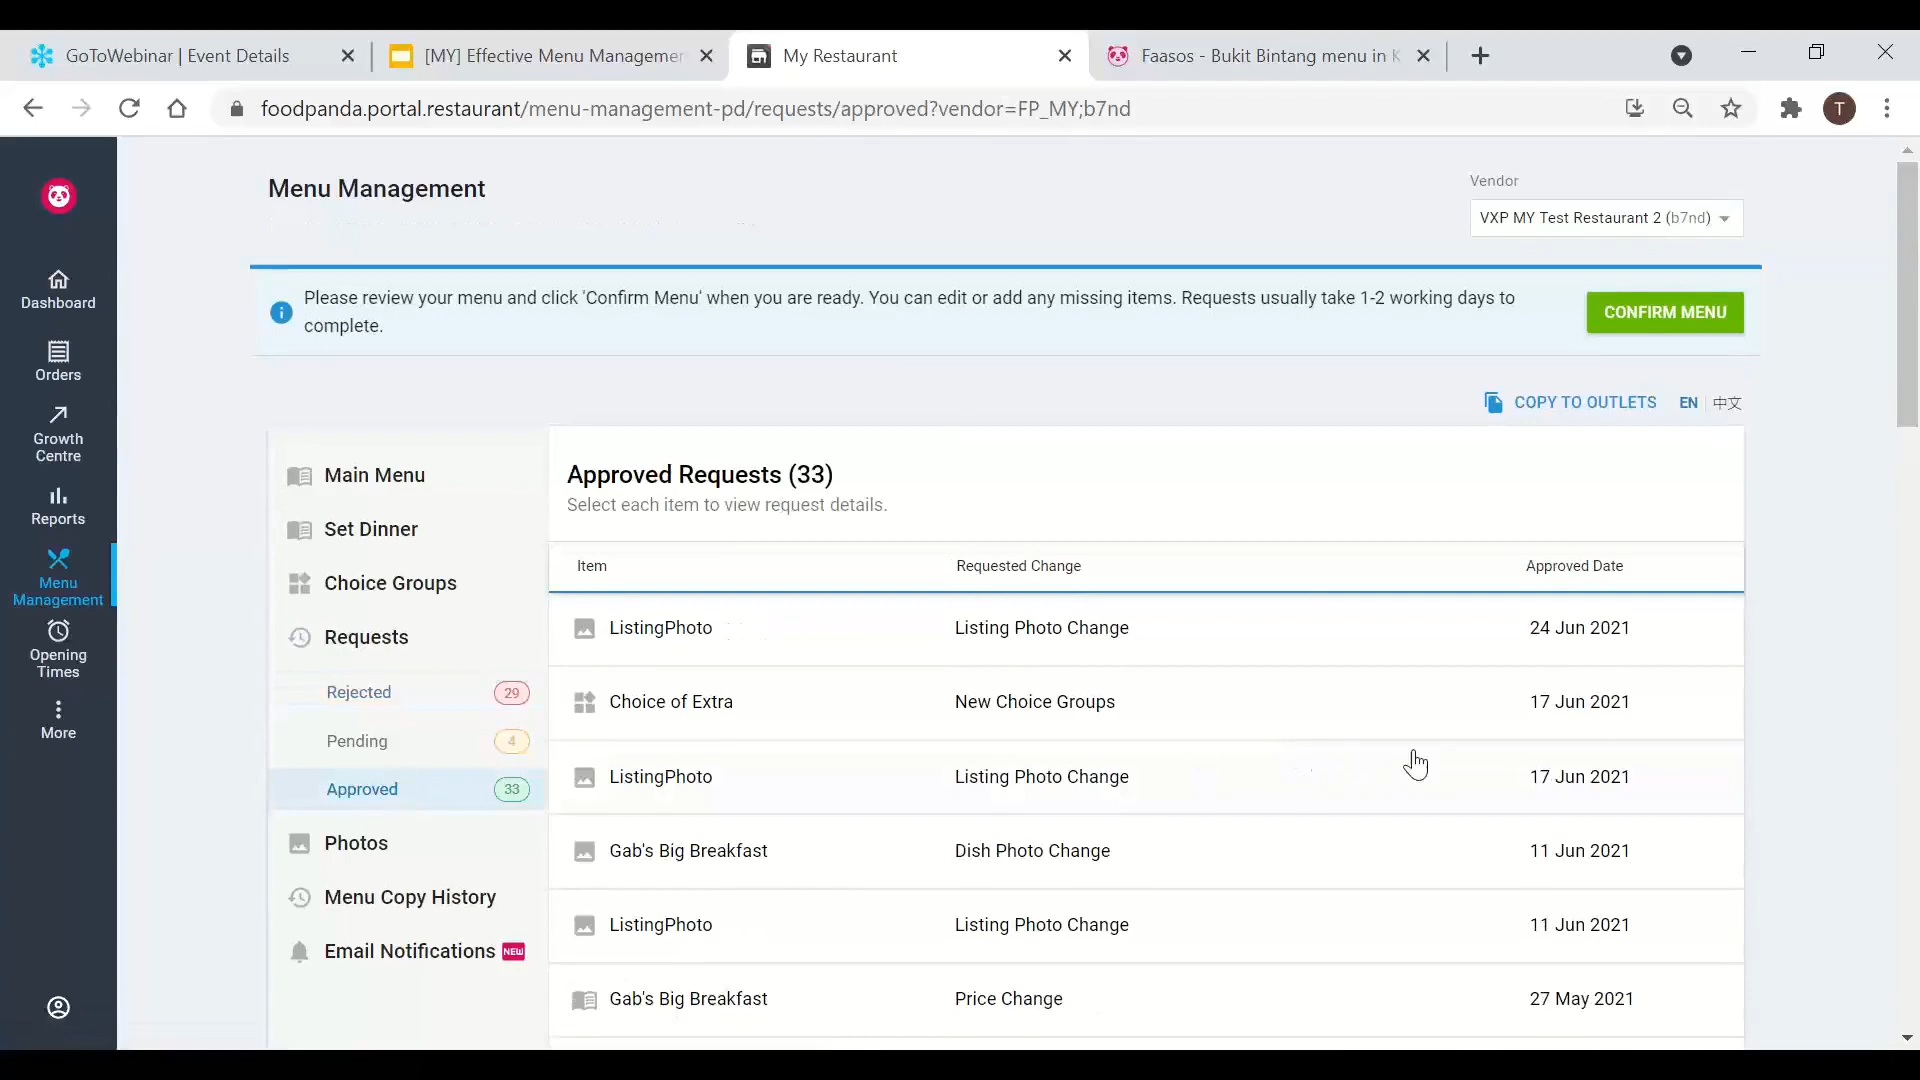 GoToWebinar | Event Details
[MY] Effective Menu Managemen
My Restaurant
Faasos - Bukit Bintang menu in K
foodpanda.portal.restaurant/menu-management-pd/requests/approved?vendor=FP_MY;b7nd
T
Menu Management
Vendor
VXP MY Test Restaurant 2 (b7nd)
Please review your menu and click 'Confirm Menu' when you are ready. You can edit or add any missing items. Requests usually take 1-2 working days to
complete.
CONFIRM MENU
COPY TO OUTLETS
EN | 中文
Dashboard
Orders
Growth
Centre
Reports
Menu
Management
Opening
Times
More
Main Menu
Set Dinner
Choice Groups
Requests
Rejected 29
Pending 4
Approved 33
Photos
Menu Copy History
Email Notifications NEW
Approved Requests (33)
Select each item to view request details.
Item Requested Change Approved Date
ListingPhoto Listing Photo Change 24 Jun 2021
Choice of Extra New Choice Groups 17 Jun 2021
ListingPhoto Listing Photo Change 17 Jun 2021
Gab's Big Breakfast Dish Photo Change 11 Jun 2021
ListingPhoto Listing Photo Change 11 Jun 2021
Gab's Big Breakfast Price Change 27 May 2021